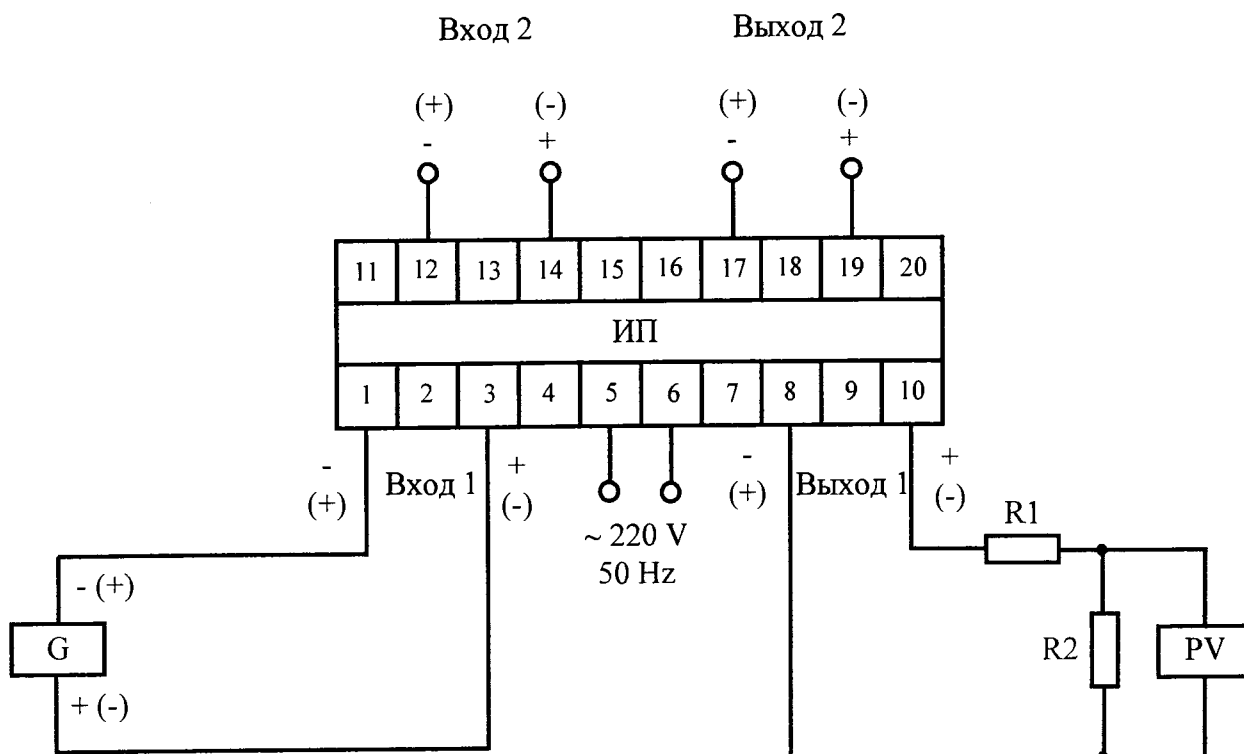 Вход 2 Выход 2
(+) (-) (+) (-)
- + - +
11 12 13 14 15 16 17 18 19 20
ИП
1 2 3 4 5 6 7 8 9 10
- Вход 1 + - Выход 1 +
(+) (-) (+) (-)
~ 220 V
50 Hz
R1
- (+)
G
R2
PV
+ (-)